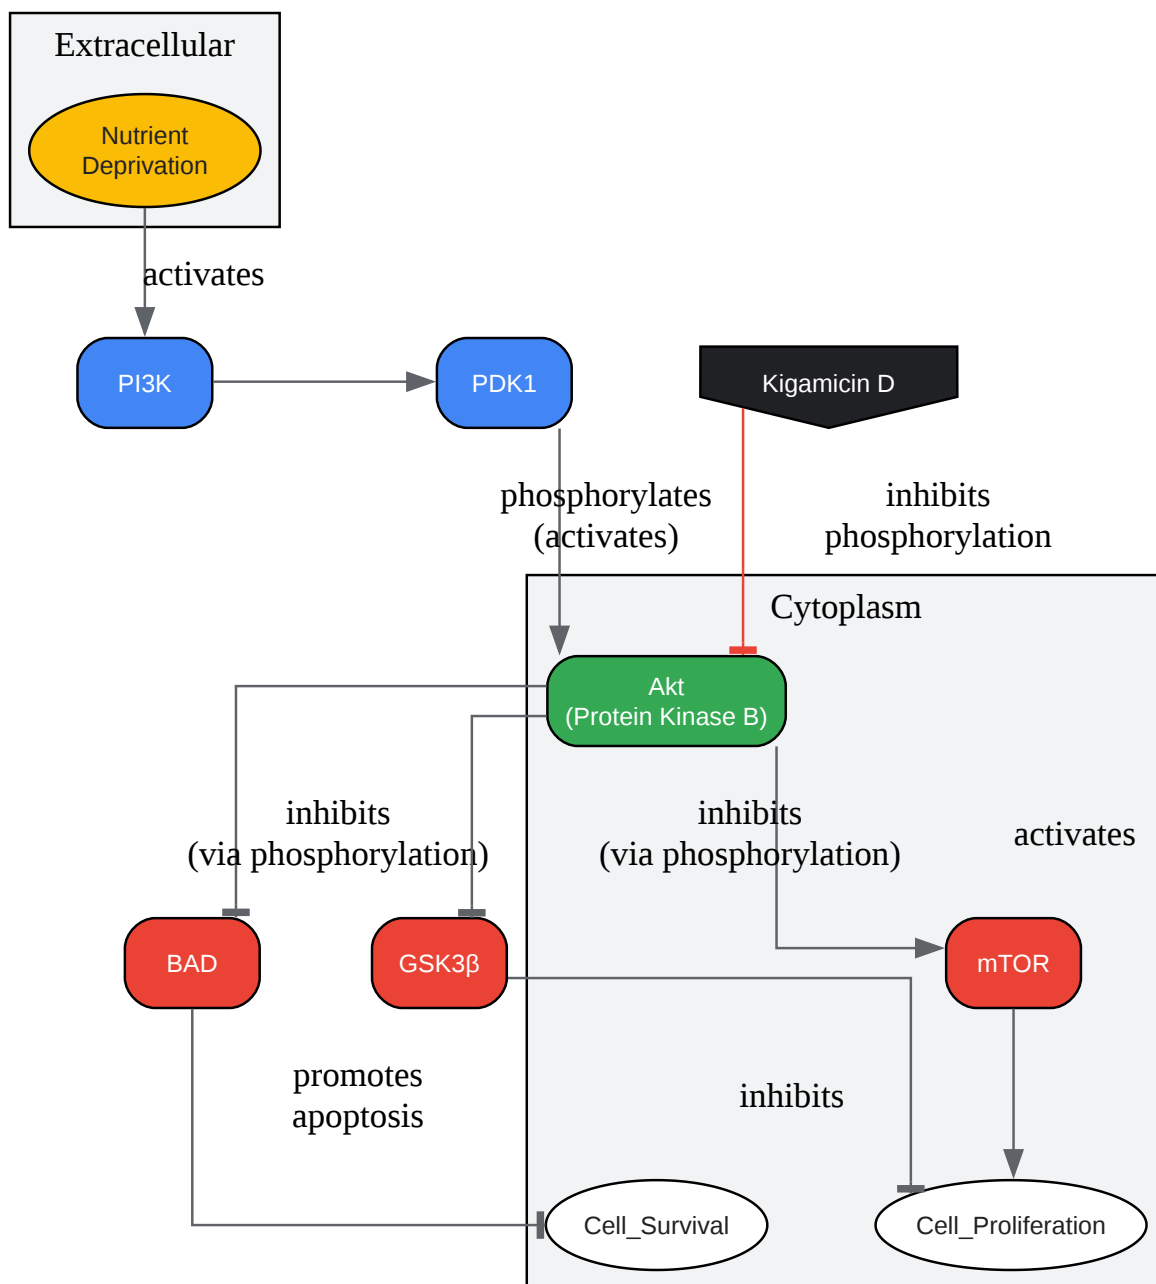 Extracellular
Nutrient
Deprivation
activates
PI3K
PDK1
Kigamicin D
phosphorylates
(activates)
inhibits
phosphorylation
Cytoplasm
Akt
(Protein Kinase B)
inhibits
(via phosphorylation)
inhibits
(via phosphorylation)
activates
BAD
GSK3β
mTOR
promotes
apoptosis
inhibits
Cell_Survival
Cell_Proliferation